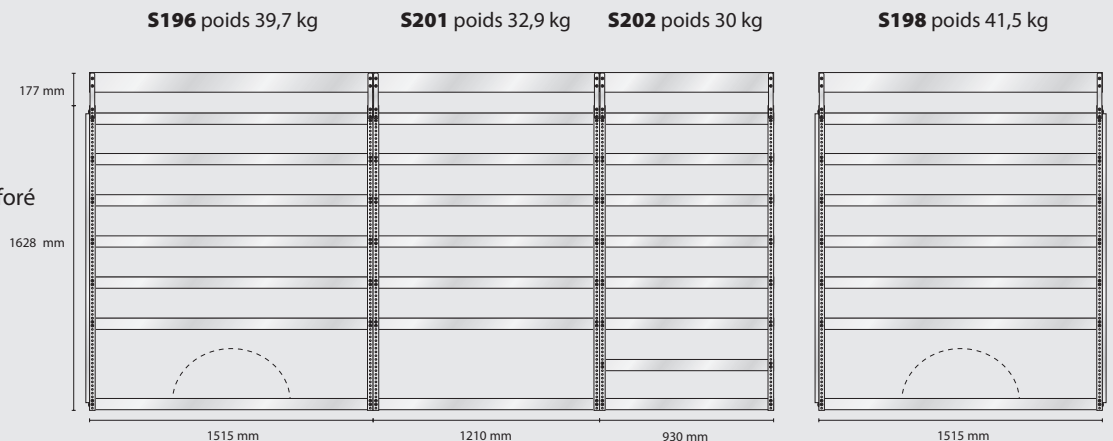 S196 poids 39,7 kg
S201 poids 32,9 kg
S202 poids 30 kg
S198 poids 41,5 kg
177 mm
foré
1628 mm
1515 mm
1210 mm
930 mm
1515 mm